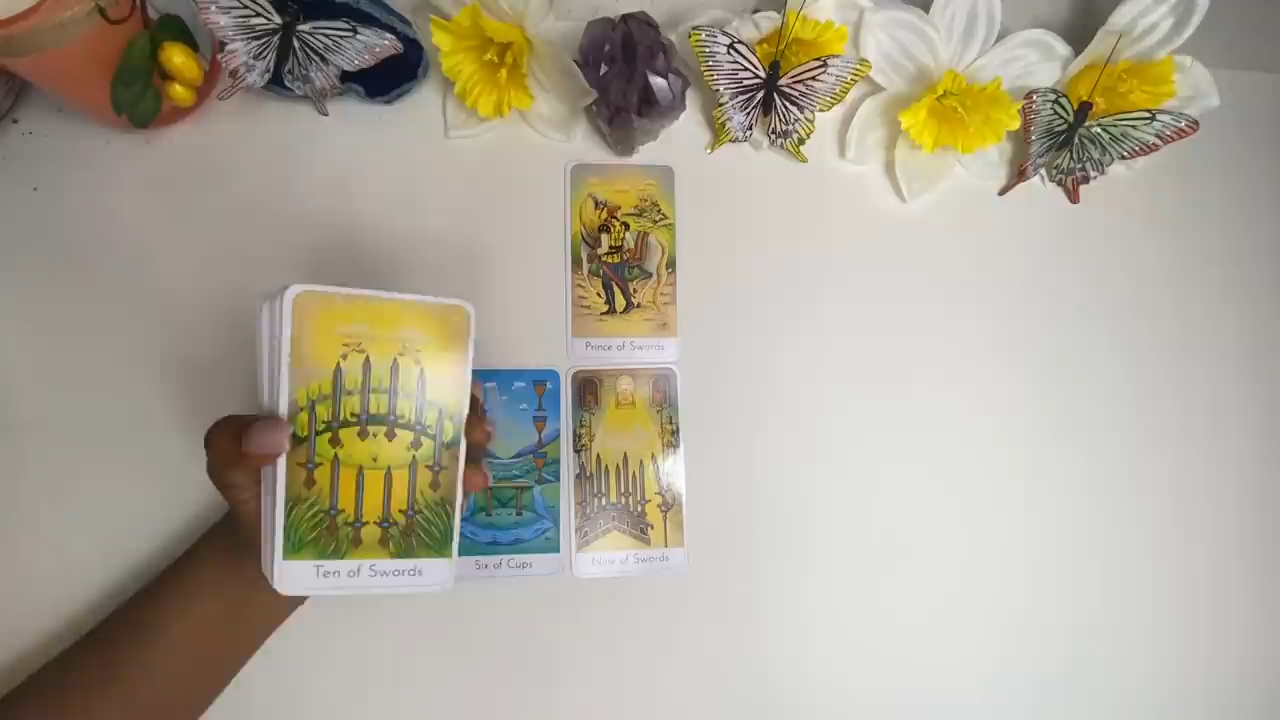 Prince of Swords
Ten of Swords
Six of Cups
Nine of Swords